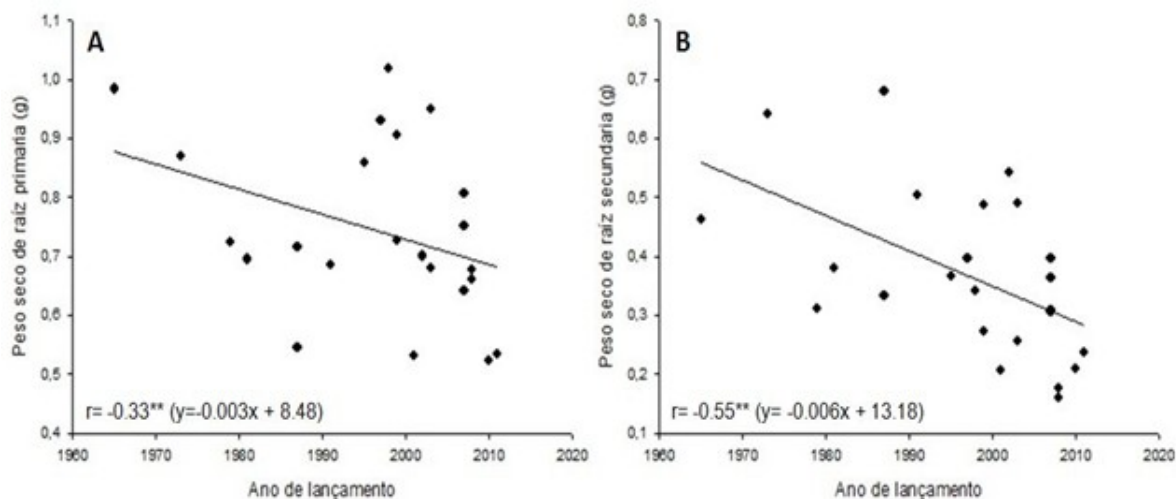 A
Peso seco de raíz primaria (g)
1,1
1,0
0,9
0,8
0,7
0,6
0,5
0,4
r= -0.33** (y=-0.003x + 8.48)
1960 1970 1980 1990 2000 2010 2020
Ano de lançamento
B
Peso seco de raíz secundaria (g)
0,8
0,7
0,6
0,5
0,4
0,3
0,2
0,1
r= -0.55** (y= -0.006x + 13.18)
1960 1970 1980 1990 2000 2010 2020
Ano de lançamento